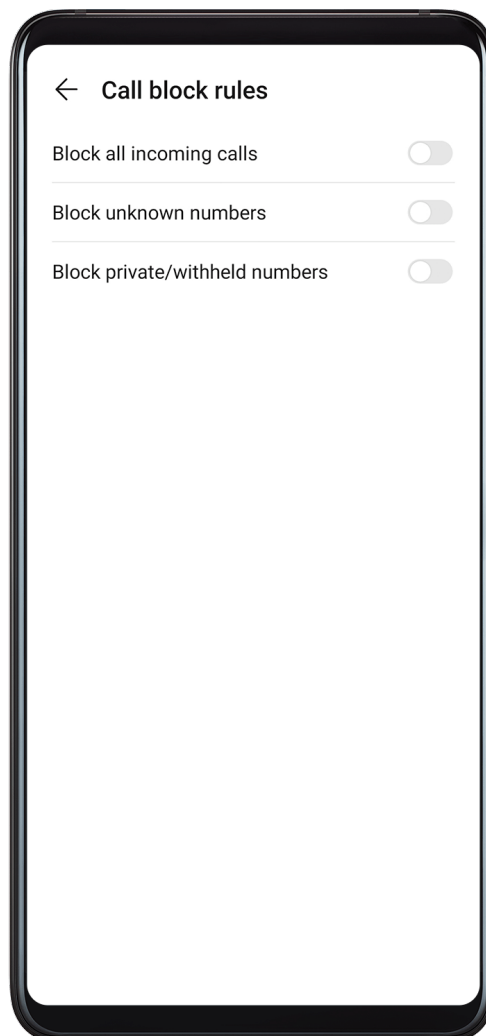 Call block rules
Block all incoming calls
Block unknown numbers
Block private/withheld numbers